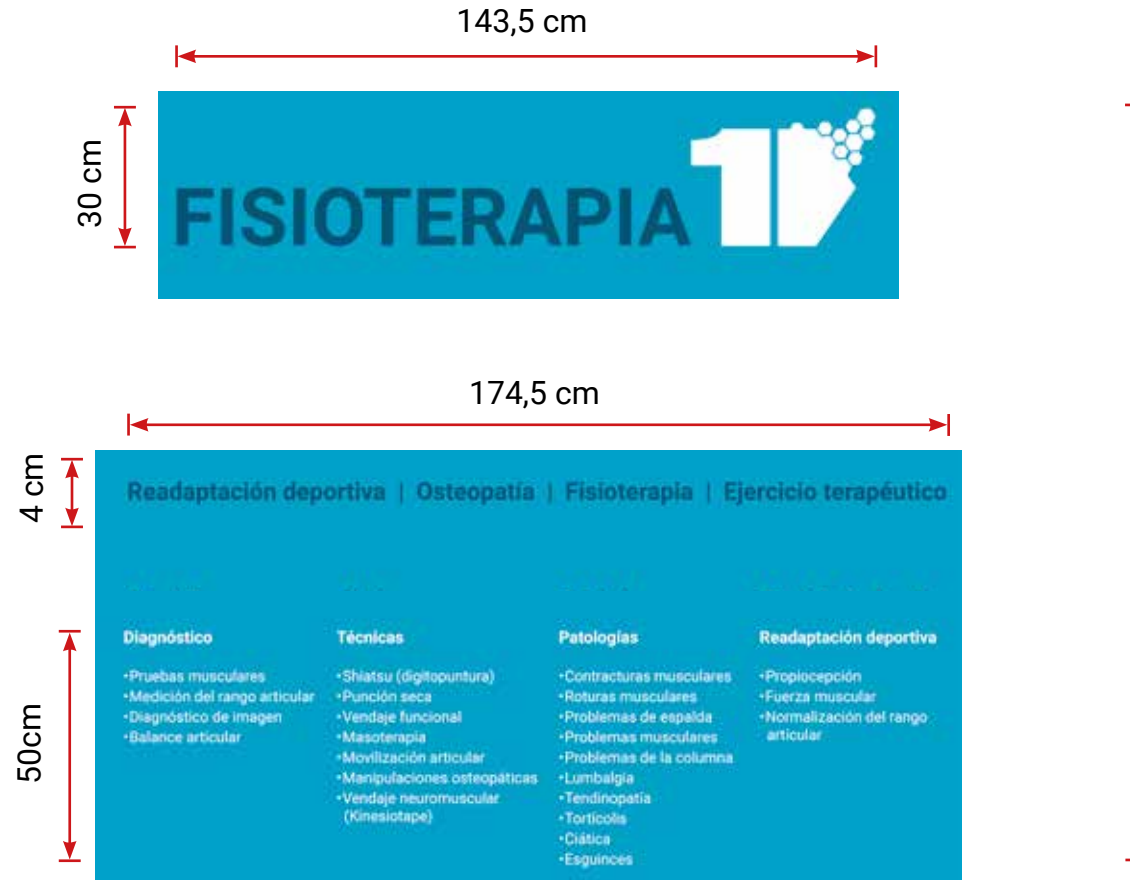 143,5 cm
30 cm
FISIOTERAPIA 1D
174,5 cm
4 cm
Readaptación deportiva | Osteopatía | Fisioterapia | Ejercicio terapéutico
50cm
Diagnóstico
•Pruebas musculares
•Medición del rango articular
•Diagnóstico de imagen
•Balance articular
Técnicas
•Shiatsu (digitopuntura)
•Punción seca
•Vendaje funcional
•Masoterapia
•Movilización articular
•Manipulaciones osteopáticas
•Vendaje neuromuscular
(Kinesiotape)
Patologías
•Contracturas musculares
•Roturas musculares
•Problemas de espalda
•Problemas musculares
•Problemas de la columna
•Lumbalgia
•Tendinopatía
•Tortícolis
•Ciática
•Esguinces
Readaptación deportiva
•Propiocepción
•Fuerza muscular
•Normalización del rango
articular